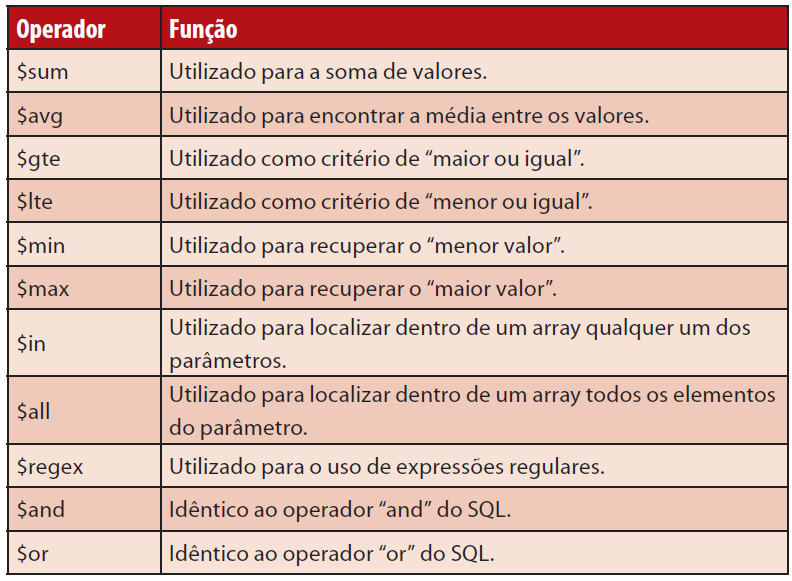 Operador Função
$sum Utilizado para a soma de valores.
$avg Utilizado para encontrar a média entre os valores.
$gte Utilizado como critério de “maior ou igual”.
$lte Utilizado como critério de “menor ou igual”.
$min Utilizado para recuperar o “menor valor”.
$max Utilizado para recuperar o “maior valor”.
$in Utilizado para localizar dentro de um array qualquer um dos
parâmetros.
$all Utilizado para localizar dentro de um array todos os elementos
do parâmetro.
$regex Utilizado para o uso de expressões regulares.
$and Idêntico ao operador “and” do SQL.
$or Idêntico ao operador “or” do SQL.